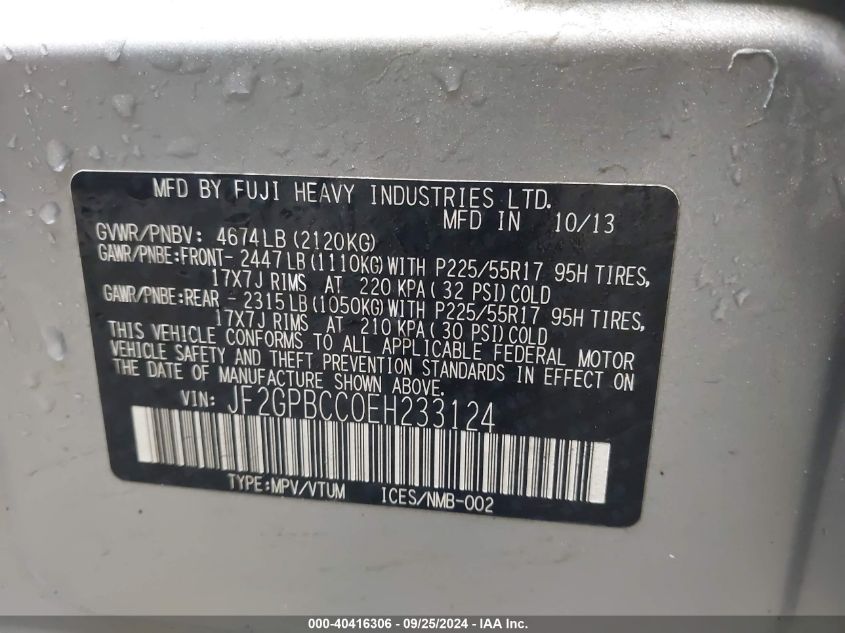 MFD BY FUJI HEAVY INDUSTRIES LTD.
MFD IN 10/13
GVWR/PNBV: 4674LB(2120KG)
GAWR/PNBE:FRONT- 2447LB(1110KG)WITH P225/55R17 95H TIRES,
17X7J RIMS AT 220 KPA(32 PSI)COLD
GAWR/PNBE:REAR - 2315LB(1050KG)WITH P225/55R17 95H TIRES,
17X7J RIMS AT 210 KPA(30 PSI)COLD
THIS VEHICLE CONFORMS TO ALL APPLICABLE FEDERAL MOTOR
VEHICLE SAFETY AND THEFT PREVENTION STANDARDS IN EFFECT ON
THE DATE OF MANUFACTURE SHOWN ABOVE.
VIN: JF2GPBCC0EH233124
TYPE:MPV/VTUM ICES/NMB-002
000-40416306 - 09/25/2024 - IAA Inc.